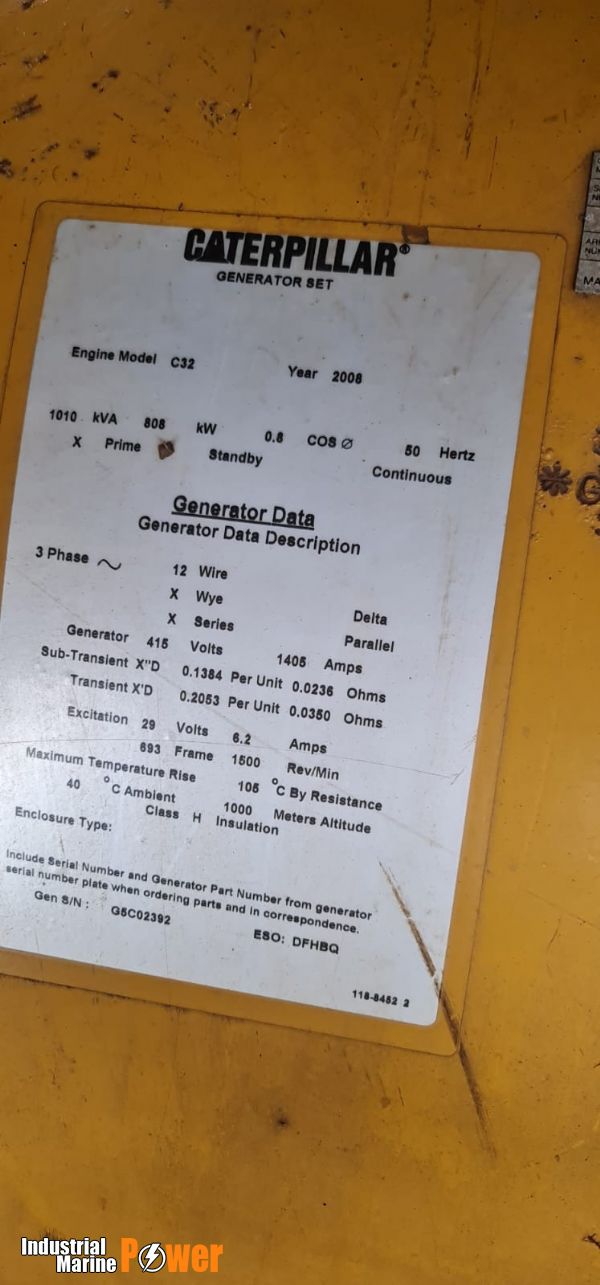 CATERPILLAR®
GENERATOR SET
Engine Model C32 Year 2008
1010 kVA 808 kW 0.8 COS Ø 50 Hertz
X Prime Standby Continuous
Generator Data
Generator Data Description
3 Phase ~ 12 Wire
X Wye Delta
X Series Parallel
Generator 415 Volts 1405 Amps
Sub-Transient X"D 0.1384 Per Unit 0.0236 Ohms
Transient X'D 0.2053 Per Unit 0.0350 Ohms
Excitation 29 Volts 6.2 Amps
693 Frame 1500 Rev/Min
Maximum Temperature Rise 105 °C By Resistance
40 °C Ambient 1000 Meters Altitude
Class H Insulation
Enclosure Type:
Include Serial Number and Generator Part Number from generator
serial number plate when ordering parts and in correspondence.
Gen S/N : G5C02392 ESO: DFHBQ
118-8452 2
*G
MA
Industrial
Marine Power